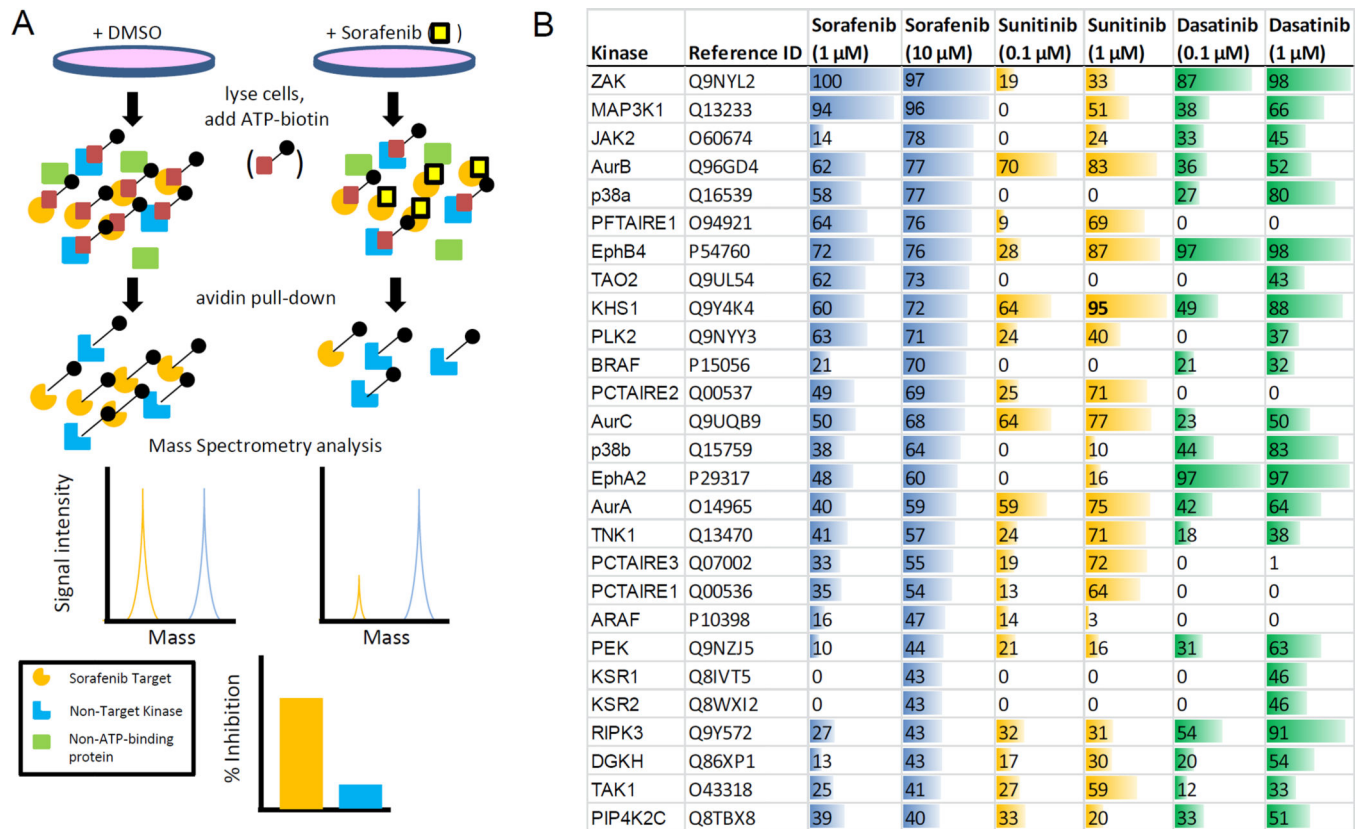 A
+ DMSO
+ Sorafenib ( )
lyse cells,
add ATP-biotin
( )
avidin pull-down
Mass Spectrometry analysis
Signal intensity
Mass
Mass
Sorafenib Target
Non-Target Kinase
Non-ATP-binding
protein
% Inhibition
B
Kinase Reference ID Sorafenib (1 µM) Sorafenib (10 µM) Sunitinib (0.1 µM) Sunitinib (1 µM) Dasatinib (0.1 µM) Dasatinib (1 µM)
ZAK Q9NYL2 100 97 19 33 87 98
MAP3K1 Q13233 94 96 0 51 38 66
JAK2 O60674 14 78 0 24 33 45
AurB Q96GD4 62 77 70 83 36 52
p38a Q16539 58 77 0 0 27 80
PFTAIRE1 O94921 64 76 9 69 0 0
EphB4 P54760 72 76 28 87 97 98
TAO2 Q9UL54 62 73 0 0 0 43
KHS1 Q9Y4K4 60 72 64 95 49 88
PLK2 Q9NYY3 63 71 24 40 0 37
BRAF P15056 21 70 0 0 21 32
PCTAIRE2 Q00537 49 69 25 71 0 0
AurC Q9UQB9 50 68 64 77 23 50
p38b Q15759 38 64 0 10 44 83
EphA2 P29317 48 60 0 16 97 97
AurA O14965 40 59 59 75 42 64
TNK1 Q13470 41 57 24 71 18 38
PCTAIRE3 Q07002 33 55 19 72 0 1
PCTAIRE1 Q00536 35 54 13 64 0 0
ARAF P10398 16 47 14 3 0 0
PEK Q9NZJ5 10 44 21 16 31 63
KSR1 Q8IVT5 0 43 0 0 0 46
KSR2 Q8WXI2 0 43 0 0 0 46
RIPK3 Q9Y572 27 43 32 31 54 91
DGKH Q86XP1 13 43 17 30 20 54
TAK1 O43318 25 41 27 59 12 33
PIP4K2C Q8TBX8 39 40 33 20 33 51